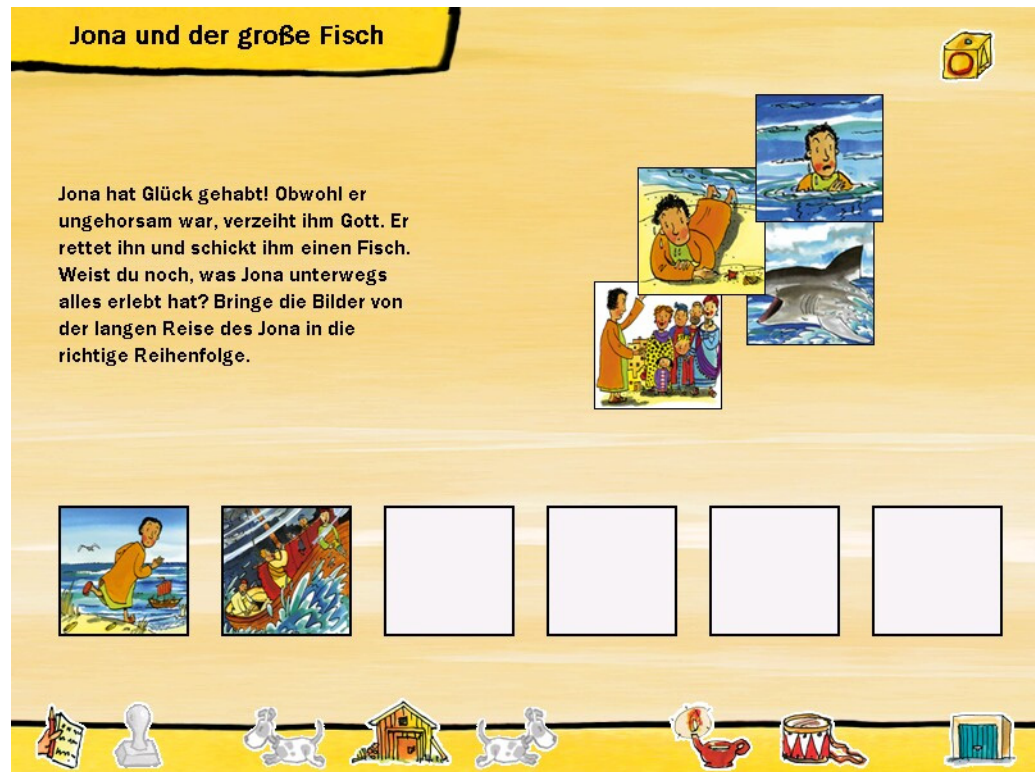 Jona und der große Fisch
Jona hat Glück gehabt! Obwohl er
ungehorsam war, verzeiht ihm Gott. Er
rettet ihn und schickt ihm einen Fisch.
Weist du noch, was Jona unterwegs
alles erlebt hat? Bringe die Bilder von
der langen Reise des Jona in die
richtige Reihenfolge.